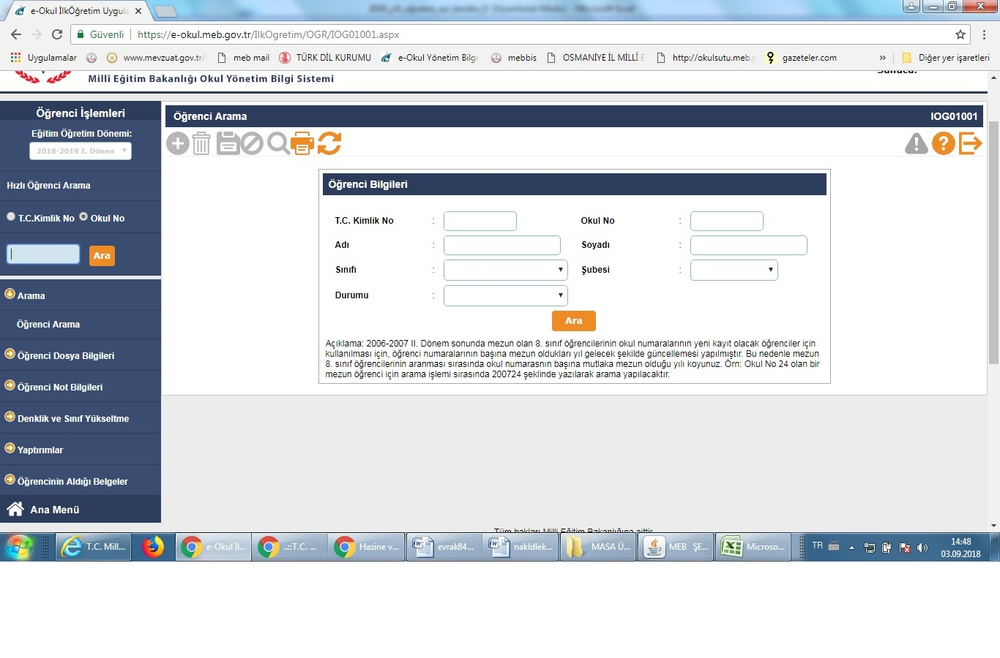 e-Okul İlkÖğretim Uygula
Güvenli https://e-okul.meb.gov.tr/IlkOgretim/OGR/IOG01001.aspx
Uygulamalar www.mevzuat.gov.tr/ meb mail TÜRK DİL KURUMU e-Okul Yönetim Bilgi mebbis OSMANİYE İL MİLLÎ E http://okulsutu.meb.g gazeteler.com » Diğer yer işaretleri
Millî Eğitim Bakanlığı Okul Yönetim Bilgi Sistemi
Öğrenci İşlemleri
Eğitim Öğretim Dönemi:
2018-2019 I. Dönem
Hızlı Öğrenci Arama
T.C.Kimlik No Okul No
Ara
Arama
Öğrenci Arama
Öğrenci Dosya Bilgileri
Öğrenci Not Bilgileri
Denklik ve Sınıf Yükseltme
Yaptırımlar
Öğrencinin Aldığı Belgeler
Ana Menü
Öğrenci Arama IOG01001
Öğrenci Bilgileri
T.C. Kimlik No : Okul No :
Adı : Soyadı :
Sınıfı : Şubesi :
Durumu :
Ara
Açıklama: 2006-2007 II. Dönem sonunda mezun olan 8. sınıf öğrencilerinin okul numaralarının yeni kayıt olacak öğrenciler için
kullanılması için, öğrenci numaralarının başına mezun oldukları yıl gelecek şekilde güncellemesi yapılmıştır. Bu nedenle mezun
8. sınıf öğrencilerinin aranması sırasında okul numarasnın başına mutlaka mezun olduğu yılı koyunuz. Örn: Okul No 24 olan bir
mezun öğrenci için arama işlemi sırasında 200724 şeklinde yazılarak arama yapılacaktır.
Tüm hakları Milli Eğitim Bakanlığına aittir
T.C. Mill... e-Okul İl... ..::T.C. ... Hazine v... evrak84... nakldlek... MASA Ü... MEB ŞE... Microso... TR 14:48
03.09.2018